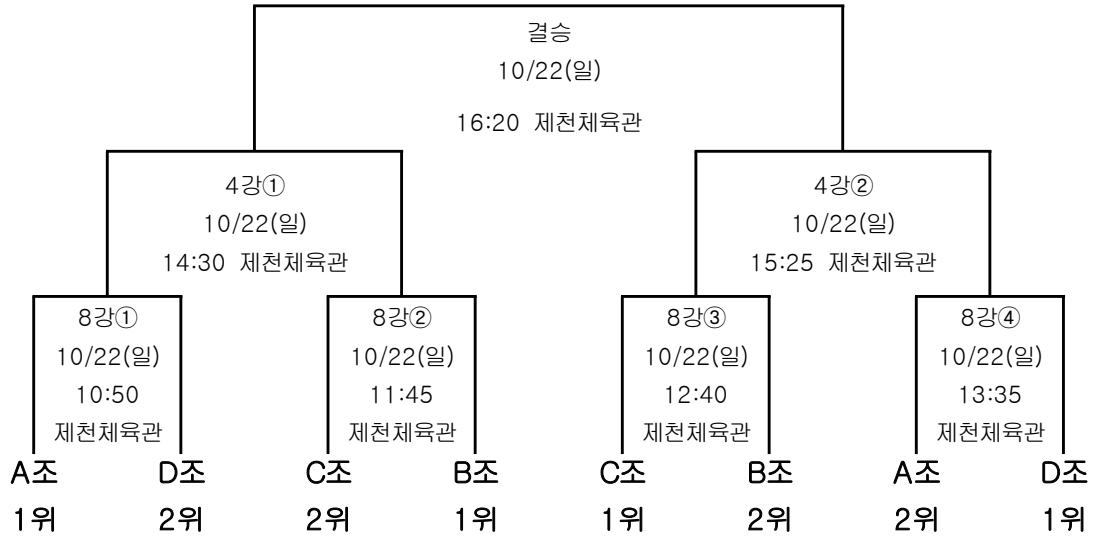 결승
10/22(일)
16:20 제천체육관
4강①
10/22(일)
14:30 제천체육관
4강②
10/22(일)
15:25 제천체육관
8강①
10/22(일)
10:50
제천체육관
8강②
10/22(일)
11:45
제천체육관
8강③
10/22(일)
12:40
제천체육관
8강④
10/22(일)
13:35
제천체육관
A조 D조 C조 B조 C조 B조 A조 D조
1위 2위 2위 1위 1위 2위 2위 1위